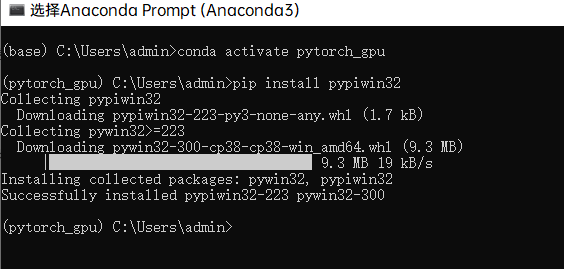 选择Anaconda Prompt (Anaconda3)
(base) C:\Users\admin>conda activate pytorch_gpu
(pytorch_gpu) C:\Users\admin>pip install pypiwin32
Collecting pypiwin32
Downloading pypiwin32-223-py3-none-any.whl (1.7 kB)
Collecting pywin32>=223
Downloading pywin32-300-cp38-cp38-win_amd64.whl (9.3 MB)
9.3 MB 19 kB/s
Installing collected packages: pywin32, pypiwin32
Successfully installed pypiwin32-223 pywin32-300
(pytorch_gpu) C:\Users\admin>